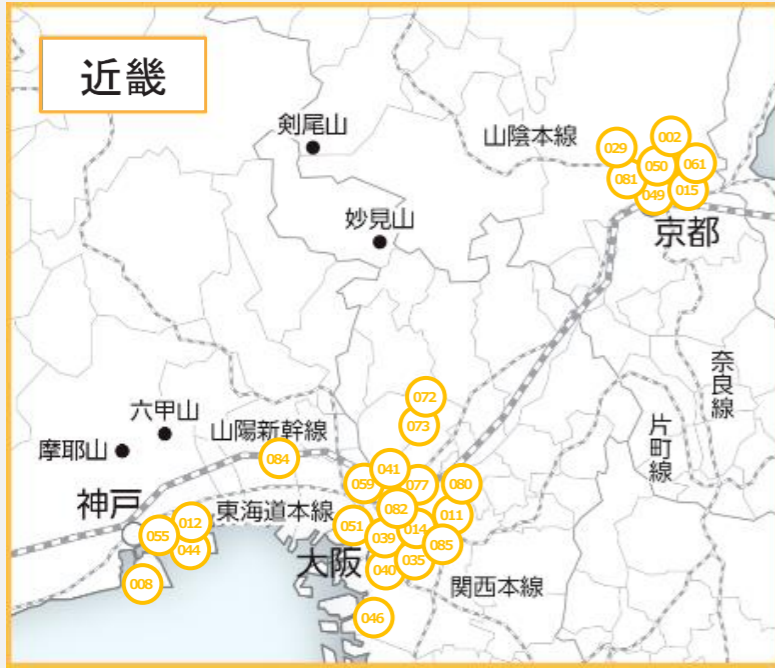 近畿
剣尾山
山陰本線
002
029
050
061
081
049
015
京都
妙見山
奈良線
072
073
六甲山
山陽新幹線
片町線
摩耶山
084
041
059
077
080
神戸
012
東海道本線
082
011
051
014
055
044
039
085
大阪
035
040
関西本線
008
046